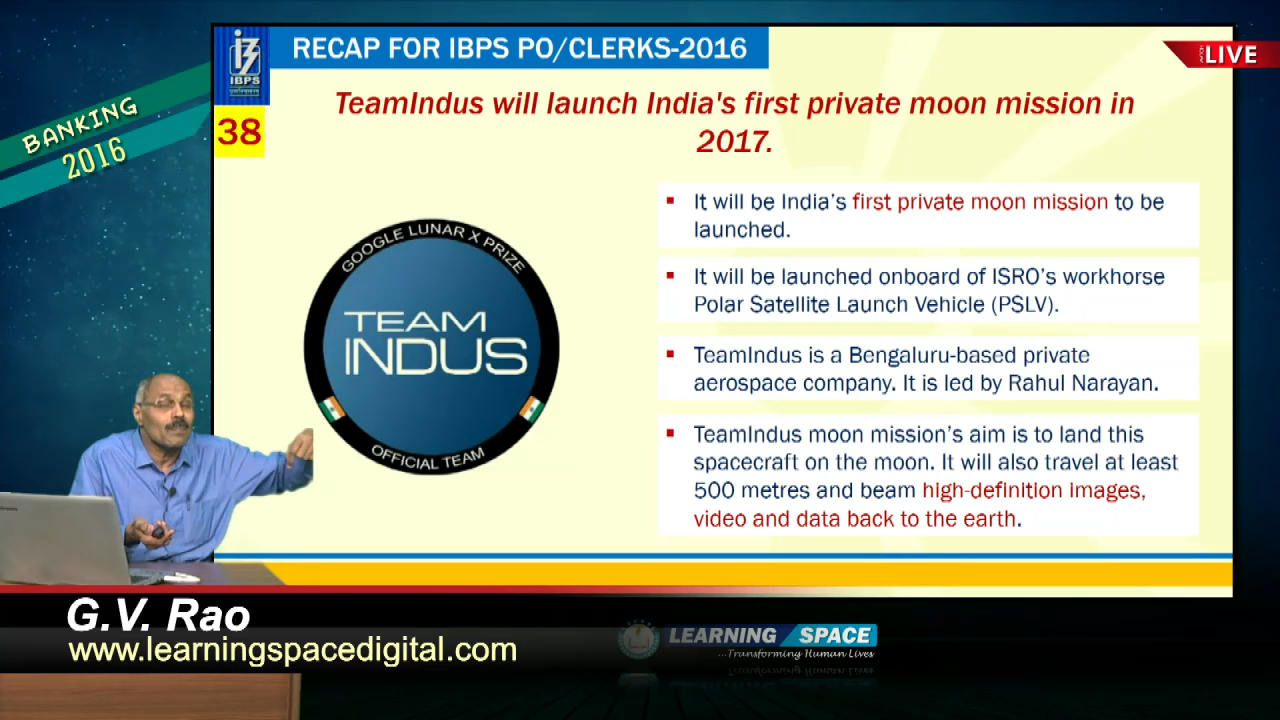 IBPS
RECAP FOR IBPS PO/CLERKS-2016
LIVE
BANKING
2016
38
TeamIndus will launch India's first private moon mission in
2017.
GOOGLE LUNAR X PRIZE
TEAM
INDUS
OFFICIAL TEAM
▪ It will be India's first private moon mission to be
launched.
▪ It will be launched onboard of ISRO's workhorse
Polar Satellite Launch Vehicle (PSLV).
▪ TeamIndus is a Bengaluru-based private
aerospace company. It is led by Rahul Narayan.
▪ TeamIndus moon mission's aim is to land this
spacecraft on the moon. It will also travel at least
500 metres and beam high-definition images,
video and data back to the earth.
G.V. Rao
www.learningspacedigital.com
LEARNING SPACE
...Transforming Human Lives